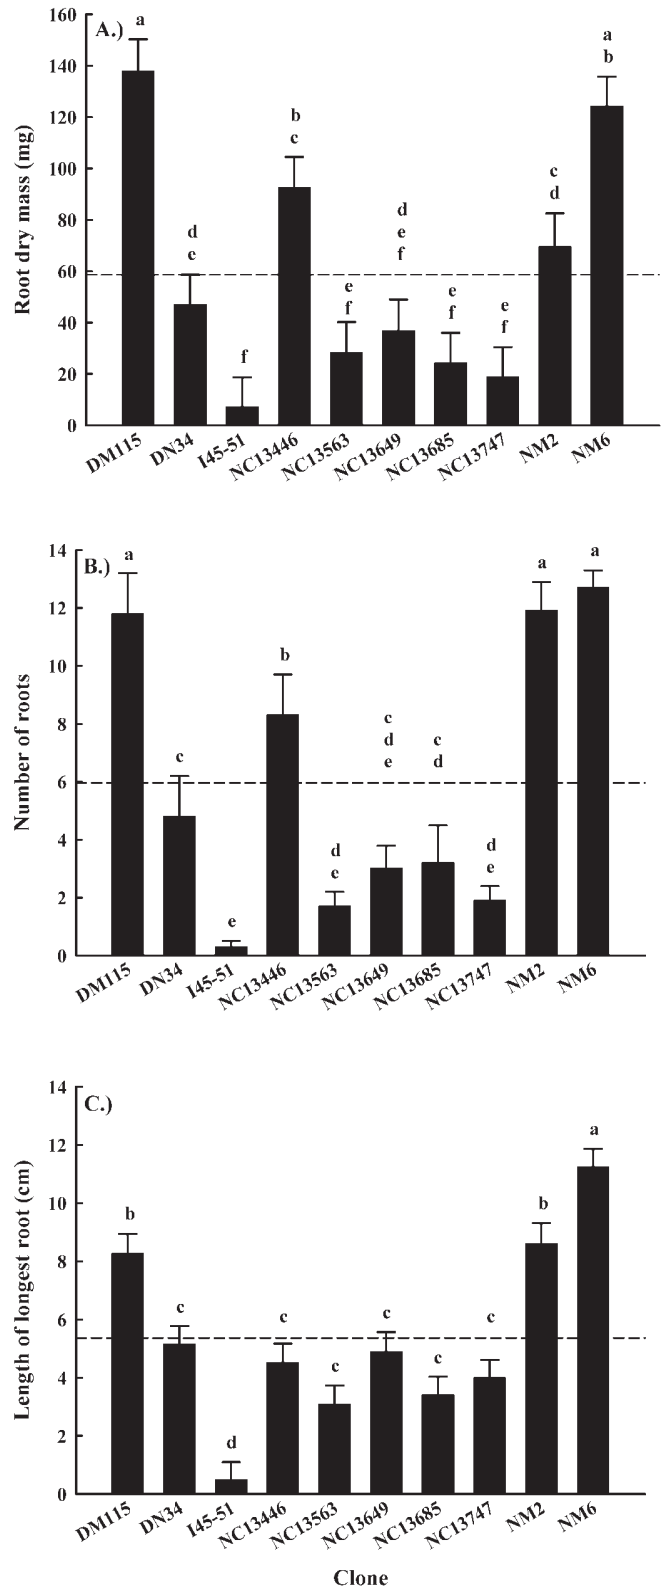 A.)
Root dry mass (mg)
160
140
120
100
80
60
40
20
0
a
d
e
f
b
c
e
f
d
e
f
e
f
e
f
c
d
a
b
DM115
DN34
I45-51
NC13446
NC13563
NC13649
NC13685
NC13747
NM2
NM6
B.)
Number of roots
14
12
10
8
6
4
2
0
a
c
e
b
d
e
c
d
e
c
d
d
e
a
a
DM115
DN34
I45-51
NC13446
NC13563
NC13649
NC13685
NC13747
NM2
NM6
C.)
Length of longest root (cm)
14
12
10
8
6
4
2
0
b
c
d
c
c
c
c
c
b
a
DM115
DN34
I45-51
NC13446
NC13563
NC13649
NC13685
NC13747
NM2
NM6
Clone